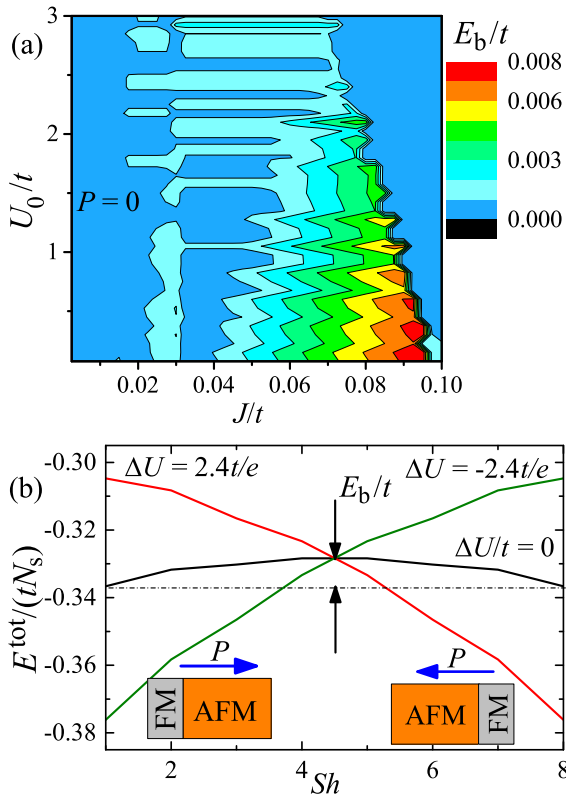 (a)
3
2
1
U₀/t
P = 0
0.02 0.04 0.06 0.08 0.10
J/t
E_b/t
0.008
0.006
0.003
0.000
(b)
-0.30
-0.32
-0.34
-0.36
-0.38
E^tot/(tN_s)
ΔU = 2.4t/e
ΔU = -2.4t/e
E_b/t
ΔU/t = 0
P
FM
AFM
P
AFM
FM
2 4 6 8
Sh